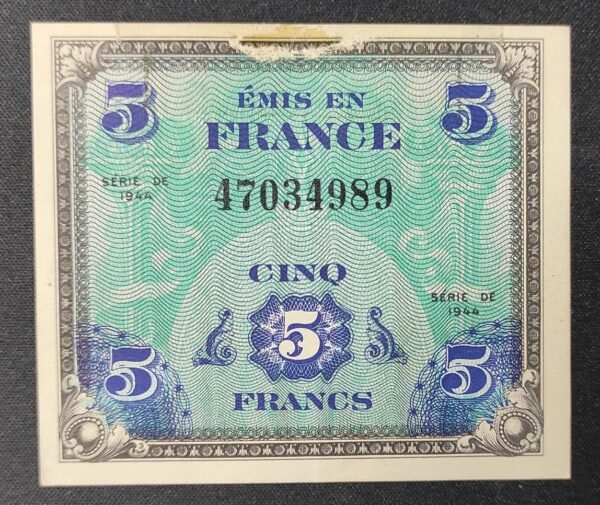 5 ÉMIS EN 5
FRANCE
SÉRIE DE
1944
47034989
CINQ
SÉRIE DE
1944
5
5 5
FRANCS